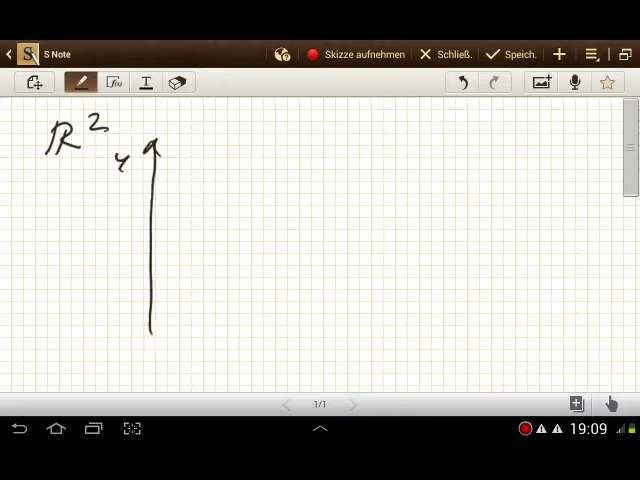 S Note
Skizze aufnehmen
Schließ.
Speich.
f(x)
T
ℝ²
y
1/1
19:09